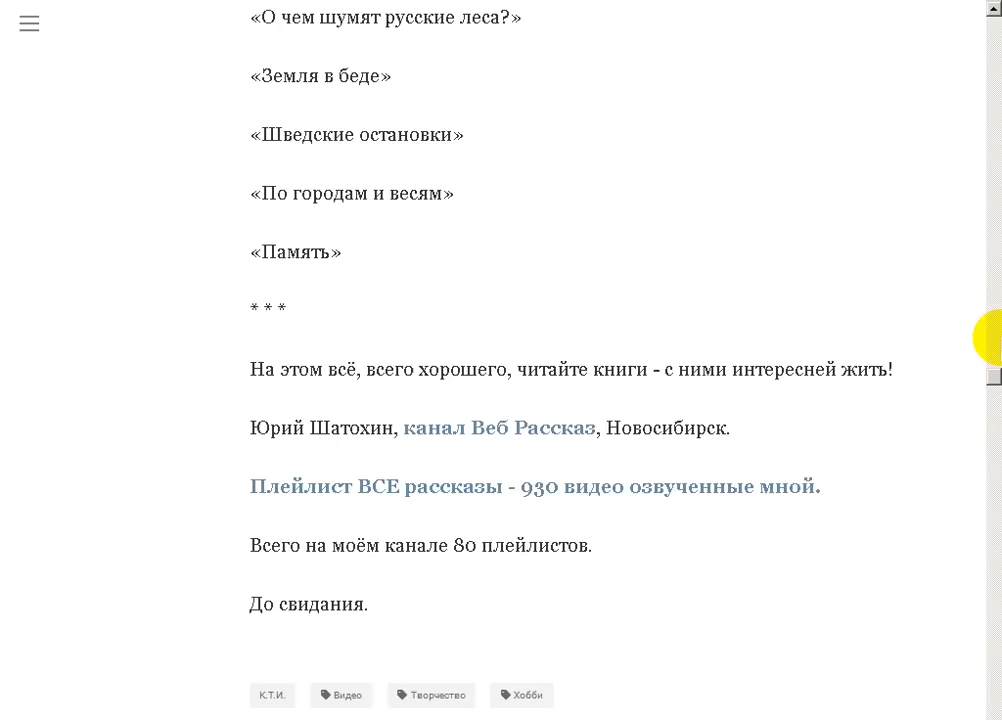 «О чем шумят русские леса?»
«Земля в беде»
«Шведские остановки»
«По городам и весям»
«Память»
* * *
На этом всё, всего хорошего, читайте книги - с ними интересней жить!
Юрий Шатохин, канал Веб Рассказ, Новосибирск.
Плейлист ВСЕ рассказы - 930 видео озвученные мной.
Всего на моём канале 80 плейлистов.
До свидания.
К.Т.И. Видео Творчество Хобби